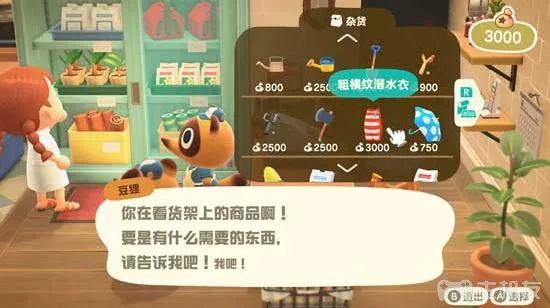 杂货
3000
800
粗横纹潜水衣
900
R
2500
2500
3000
750
豆狸
你在看货架上的商品啊！
要是有什么需要的东西，
请告诉我吧！我吧！
B 退出 A 选择